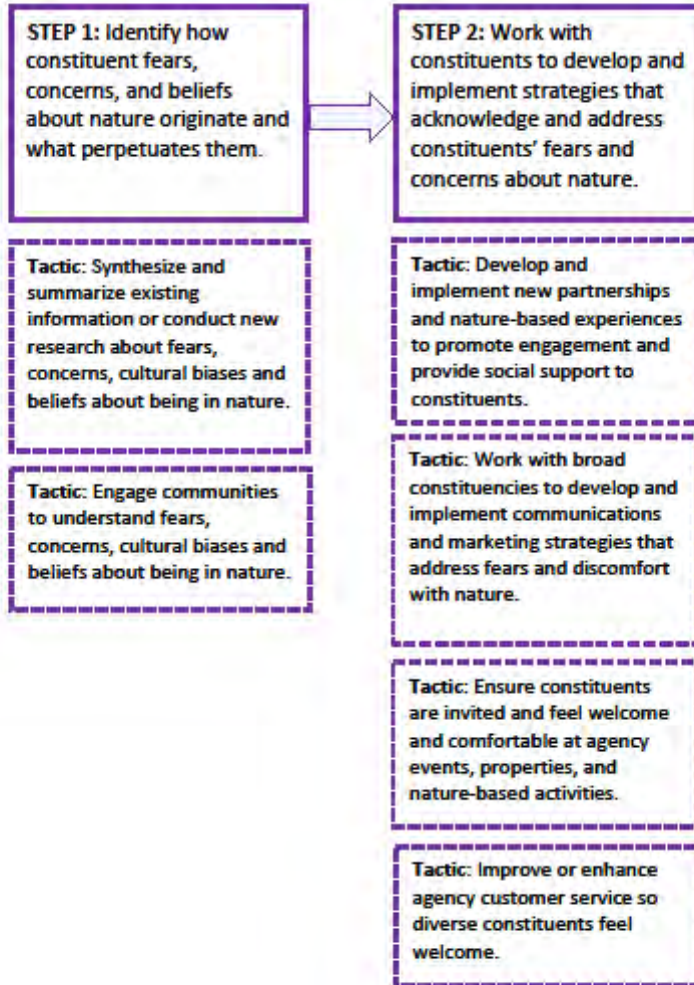 STEP 1: Identify how
constituent fears,
concerns, and beliefs
about nature originate and
what perpetuates them.
Tactic: Synthesize and
summarize existing
information or conduct new
research about fears,
concerns, cultural biases and
beliefs about being in nature.
Tactic: Engage communities
to understand fears,
concerns, cultural biases and
beliefs about being in nature.
STEP 2: Work with
constituents to develop and
implement strategies that
acknowledge and address
constituents’ fears and
concerns about nature.
Tactic: Develop and
implement new partnerships
and nature-based experiences
to promote engagement and
provide social support to
constituents.
Tactic: Work with broad
constituencies to develop and
implement communications
and marketing strategies that
address fears and discomfort
with nature.
Tactic: Ensure constituents
are invited and feel welcome
and comfortable at agency
events, properties, and
nature-based activities.
Tactic: Improve or enhance
agency customer service so
diverse constituents feel
welcome.